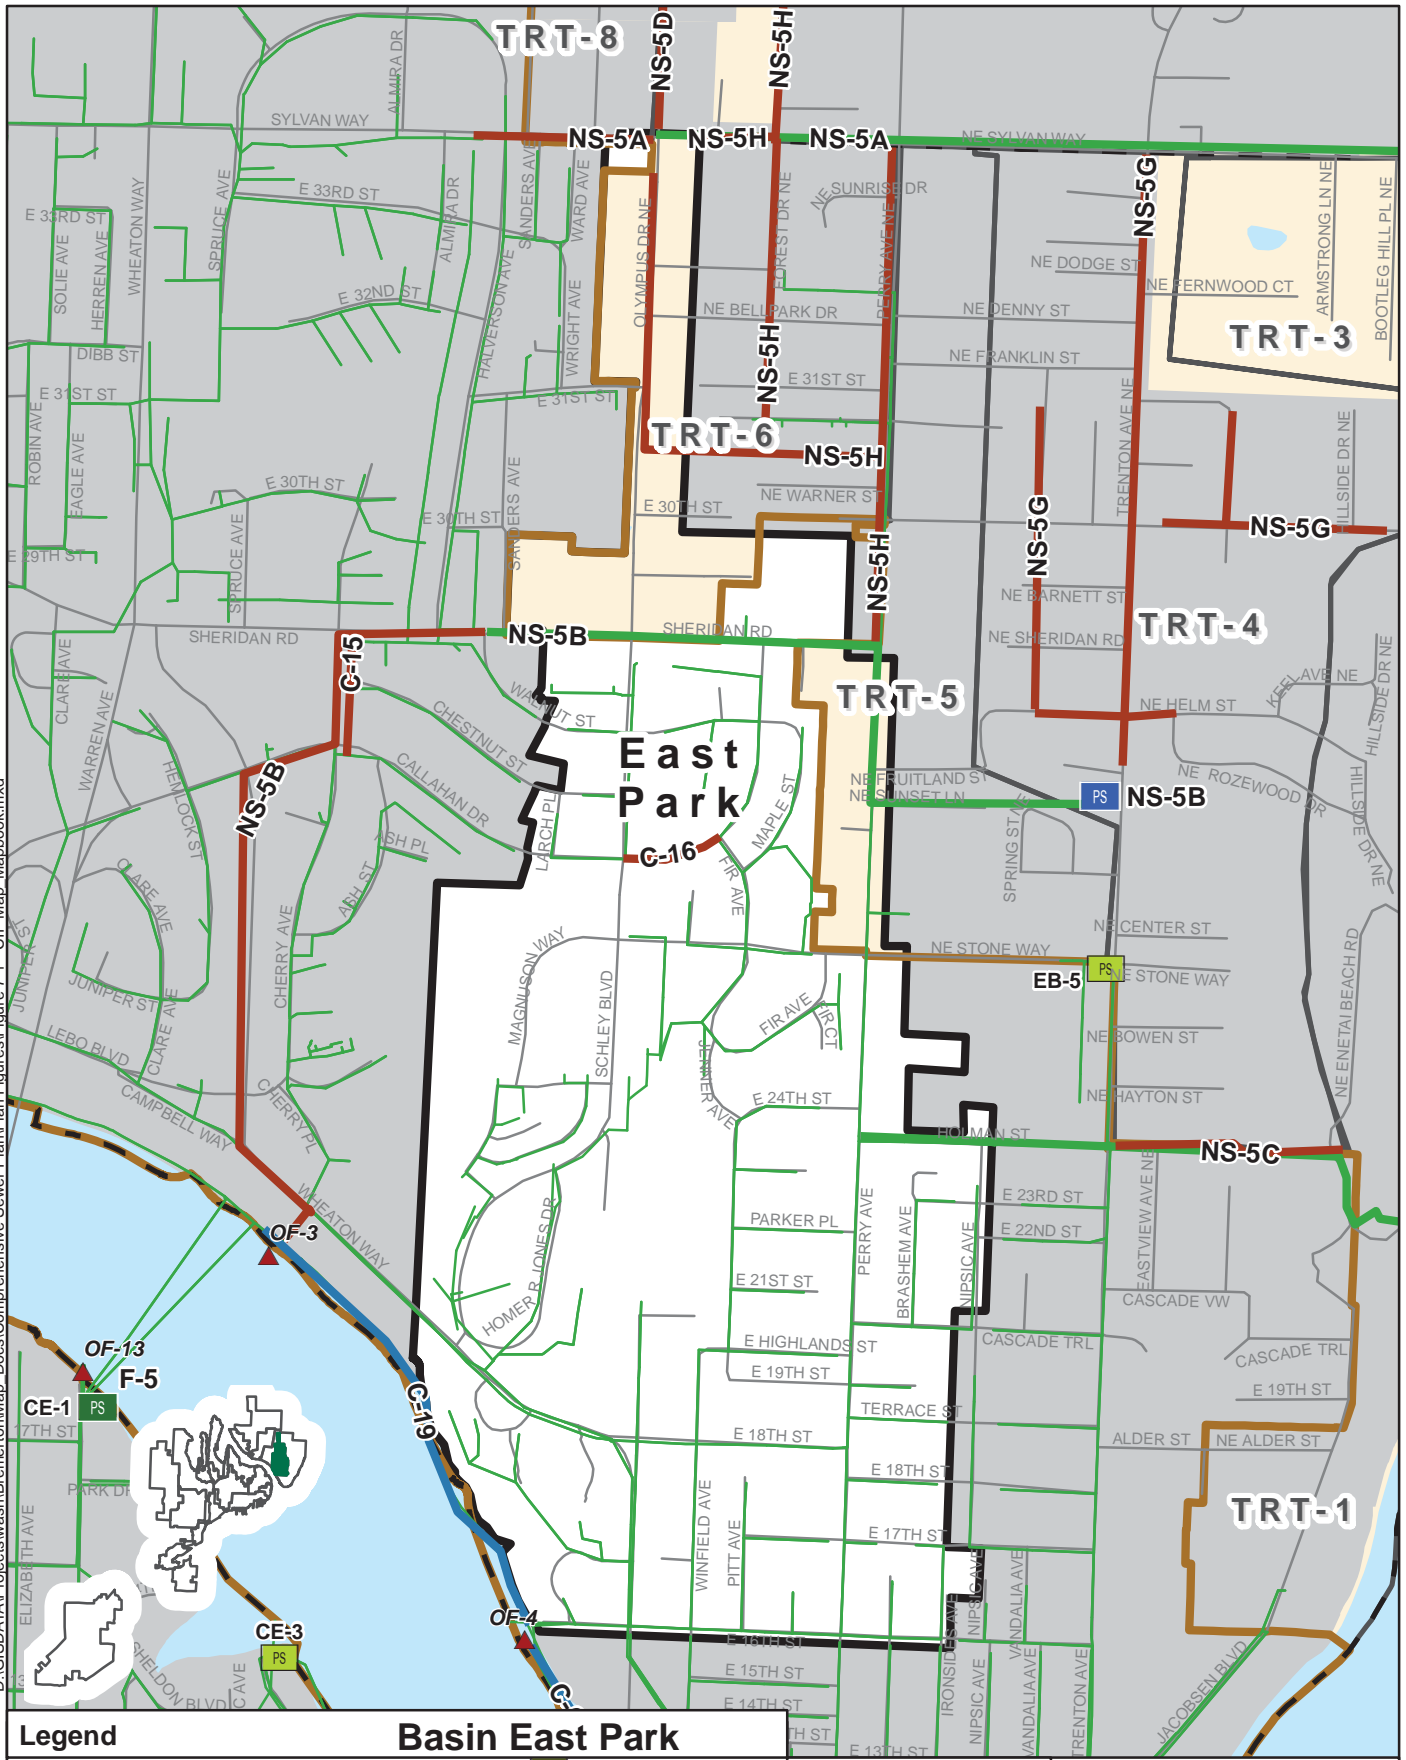 TRT-8
NS-5D
NS-5H
ALMIRA DR
SYLVAN WAY
NS-5A
NS-5H
NS-5A
NE SYLVAN WAY
E 33RD ST
E 33RD ST
SOLIE AVE
HERREN AVE
WHEATON WAY
SPRUCE AVE
ALMIRA DR
SANDERS AVE
WARD AVE
OLYMPUS DR NE
FOREST DR NE
NE SUNRISE DR
PERRY AVE NE
NS-5G
ARMSTRONG LN NE
BOOTLEG HILL PL NE
NE DODGE ST
NE FERNWOOD CT
E 32ND ST
HALVERSON AVE
WRIGHT AVE
NE BELLPARK DR
NE DENNY ST
TRT-3
DIBB ST
NS-5H
NE FRANKLIN ST
E 31ST ST
E 31ST ST
E 31ST ST
ROBIN AVE
EAGLE AVE
TRT-6
NS-5H
TRENTON AVE NE
E 30TH ST
SANDERS AVE
NE WARNER ST
E 30TH ST
E 30TH ST
NS-5G
NS-5G
HILLSIDE DR NE
E 29TH ST
SPRUCE AVE
NS-5H
NE BARNETT ST
SHERIDAN RD
NS-5B
SHERIDAN RD
NE SHERIDAN RD
TRT-4
C-15
CLARE AVE
WARREN AVE
WALNUT ST
CHESTNUT ST
TRT-5
KEEL AVE NE
NE HELM ST
HILLSIDE DR NE
East
Park
HEMLOCK ST
NS-5B
CALLAHAN DR
NE FRUITLAND ST
NE SUNSET LN
PS
NS-5B
NE ROZEWOOD DR
HILLSIDE DR NE
ASH PL
LARCH PL
MAPLE ST
C-16
SPRING ST NE
CLARE AVE
ASH ST
FIR AVE
NE CENTER ST
JUNIPER ST
CHERRY AVE
MAGNUSON WAY
SCHLEY BLVD
NE STONE WAY
PS
EB-5
NE STONE WAY
JUNIPER ST
CLARE AVE
FIR AVE
FIR CT
NE ENETAI BEACH RD
LEBO BLVD
JENNER AVE
NE BOWEN ST
CAMPBELL WAY
CHERRY PL
E 24TH ST
NE HAYTON ST
HOLMAN ST
NS-5C
WHEATON WAY
OF-3
HOMER R JONES DR
PARKER PL
PERRY AVE
BRASHEM AVE
NIPSIC AVE
E 23RD ST
E 22ND ST
EASTVIEW AVE NE
E 21ST ST
CASCADE VW
OF-13
F-5
E HIGHLANDS ST
CASCADE TRL
CASCADE TRL
E 19TH ST
E 19TH ST
CE-1
PS
17TH ST
C-19
TERRACE ST
E 18TH ST
ALDER ST
NE ALDER ST
E 18TH ST
PARK DR
TRT-1
ELIZABETH AVE
WINFIELD AVE
PITT AVE
E 17TH ST
NIPSIC AVE
VANDALIA AVE
OF-4
CE-3
PS
E 16TH ST
IRONSIDES AVE
SHELDON BLVD
E 15TH ST
NIPSIC AVE
VANDALIA AVE
TRENTON AVE
JACOBSEN BLVD
E 14TH ST
E 13TH ST
Legend
Basin East Park